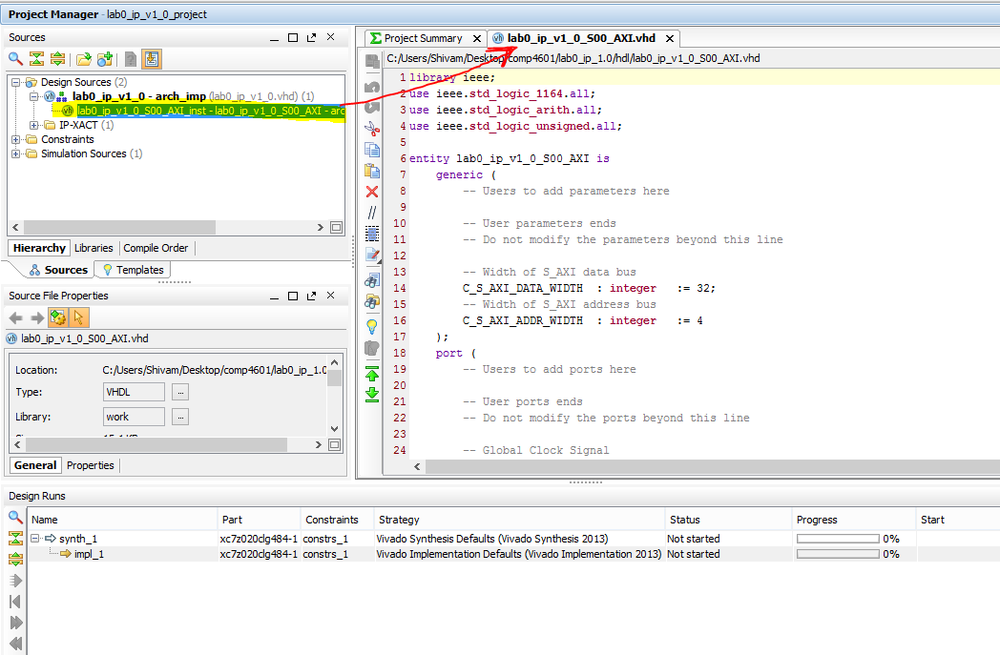 Project Manager - lab0_ip_v1_0_project
Sources
Design Sources (2)
lab0_ip_v1_0 - arch_imp (lab0_ip_v1_0.vhd) (1)
lab0_ip_v1_0_S00_AXI_inst - lab0_ip_v1_0_S00_AXI - arc
IP-XACT (1)
Constraints
Simulation Sources (1)
Hierarchy Libraries Compile Order
Sources Templates
Source File Properties
lab0_ip_v1_0_S00_AXI.vhd
Location: C:/Users/Shivam/Desktop/comp4601/lab0_ip_1.0
Type: VHDL ...
Library: work ...
General Properties
Project Summary lab0_ip_v1_0_S00_AXI.vhd
C:/Users/Shivam/Desktop/comp4601/lab0_ip_1.0/hdl/lab0_ip_v1_0_S00_AXI.vhd
1 library ieee;
2 use ieee.std_logic_1164.all;
3 use ieee.std_logic_arith.all;
4 use ieee.std_logic_unsigned.all;
5
6 entity lab0_ip_v1_0_S00_AXI is
7 generic (
8 -- Users to add parameters here
9
10 -- User parameters ends
11 -- Do not modify the parameters beyond this line
12
13 -- Width of S_AXI data bus
14 C_S_AXI_DATA_WIDTH : integer := 32;
15 -- Width of S_AXI address bus
16 C_S_AXI_ADDR_WIDTH : integer := 4
17 );
18 port (
19 -- Users to add ports here
20
21 -- User ports ends
22 -- Do not modify the ports beyond this line
23
24 -- Global Clock Signal
Design Runs
Name Part Constraints Strategy Status Progress Start
synth_1 xc7z020clg484-1 constrs_1 Vivado Synthesis Defaults (Vivado Synthesis 2013) Not started 0%
impl_1 xc7z020clg484-1 constrs_1 Vivado Implementation Defaults (Vivado Implementation 2013) Not started 0%